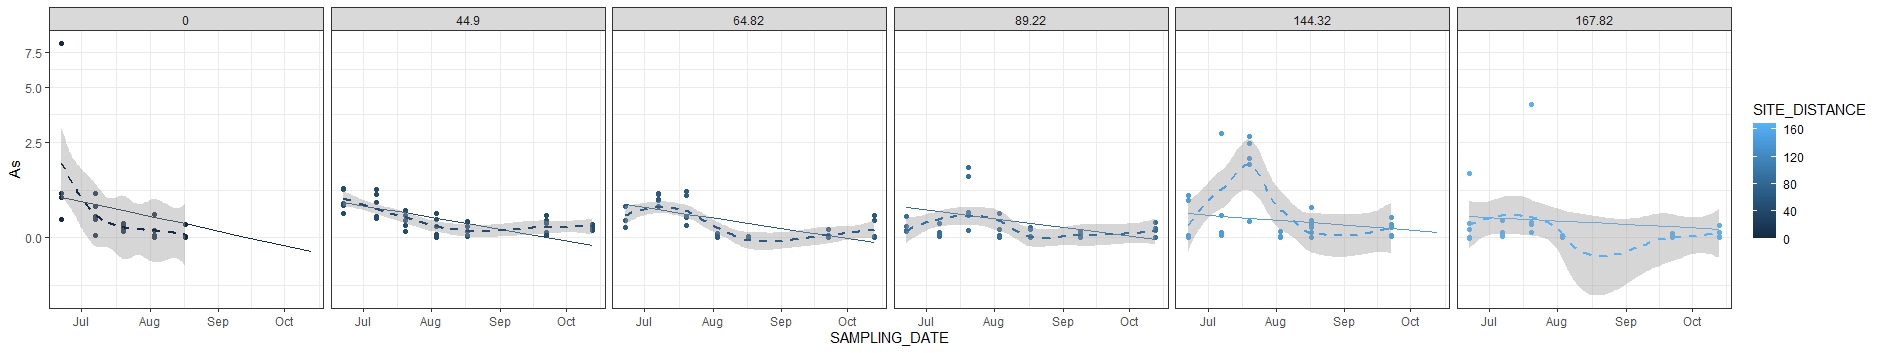 0 44.9 64.82 89.22 144.32 167.82
7.5
5.0
2.5
0.0
As
Jul Aug Sep Oct Jul Aug Sep Oct Jul Aug Sep Oct Jul Aug Sep Oct Jul Aug Sep Oct Jul Aug Sep Oct
SAMPLING_DATE
SITE_DISTANCE
160
120
80
40
0